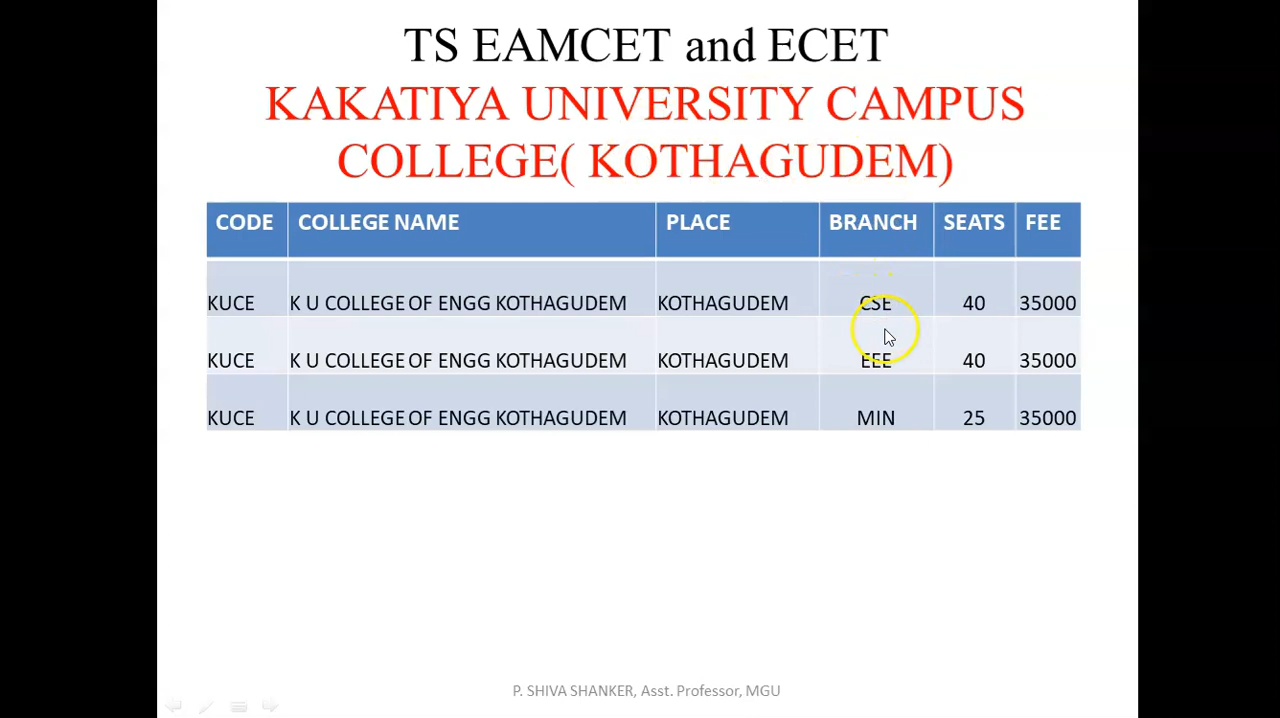 TS EAMCET and ECET
KAKATIYA UNIVERSITY CAMPUS
COLLEGE( KOTHAGUDEM)
CODE COLLEGE NAME PLACE BRANCH SEATS FEE
KUCE K U COLLEGE OF ENGG KOTHAGUDEM KOTHAGUDEM CSE 40 35000
KUCE K U COLLEGE OF ENGG KOTHAGUDEM KOTHAGUDEM EEE 40 35000
KUCE K U COLLEGE OF ENGG KOTHAGUDEM KOTHAGUDEM MIN 25 35000
P. SHIVA SHANKER, Asst. Professor, MGU